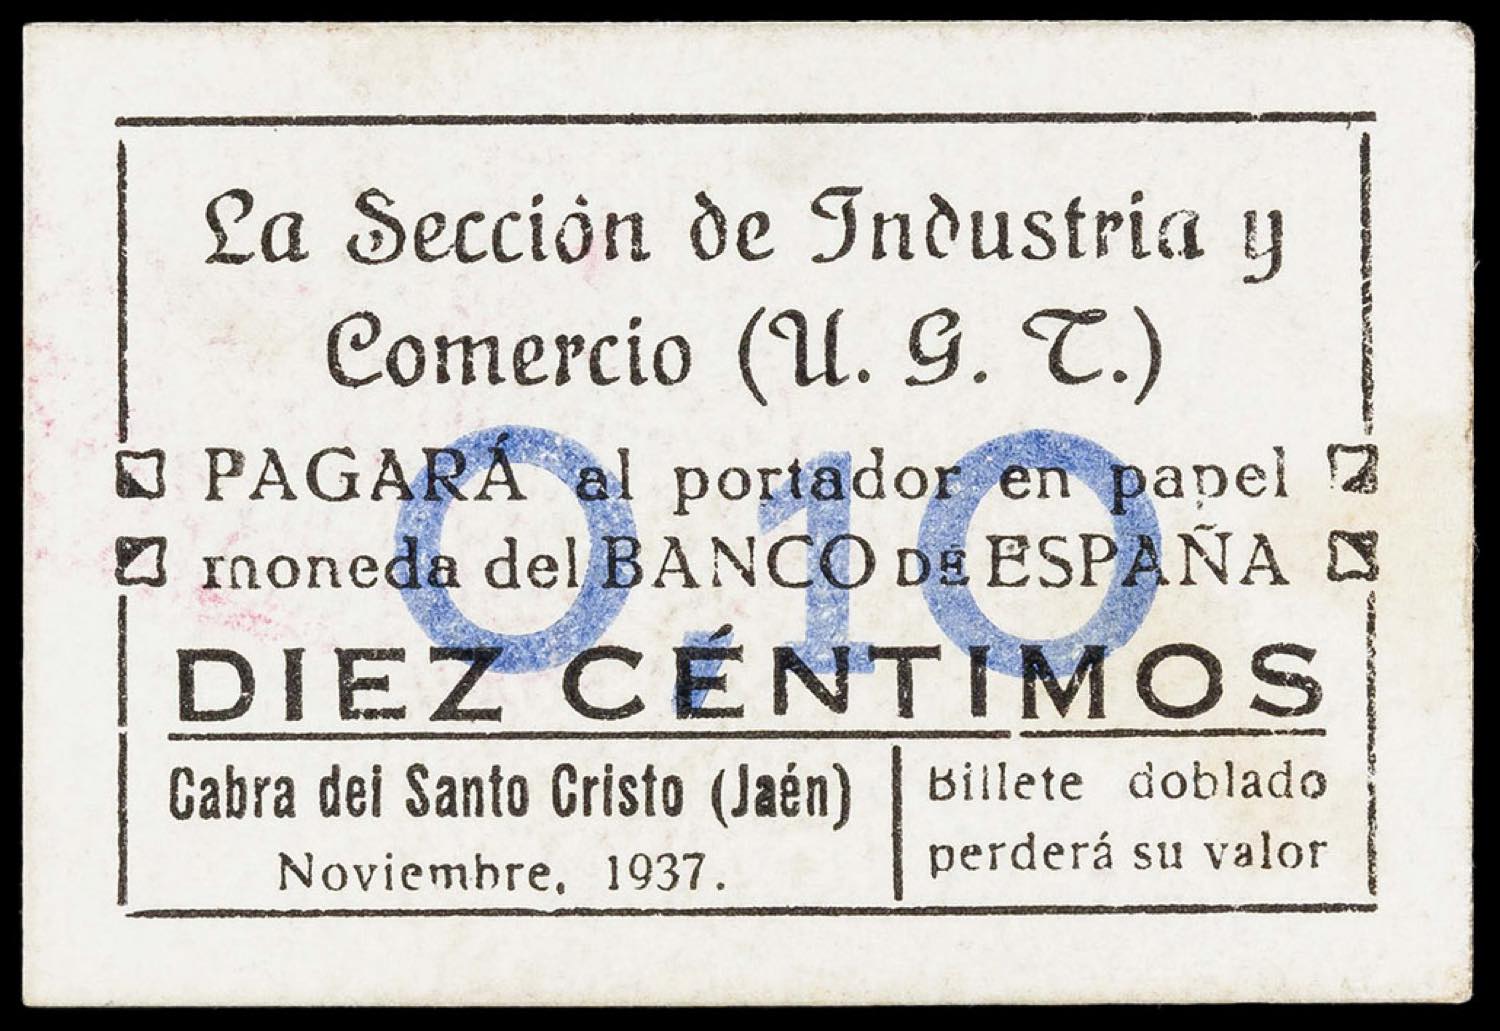 La Sección de Industria y
Comercio (U. G. T.)
PAGARÁ al portador en papel
moneda del BANCO DE ESPAÑA
0,10
DIEZ CÉNTIMOS
Cabra del Santo Cristo (Jaén)
Noviembre, 1937.
Billete doblado
perderá su valor